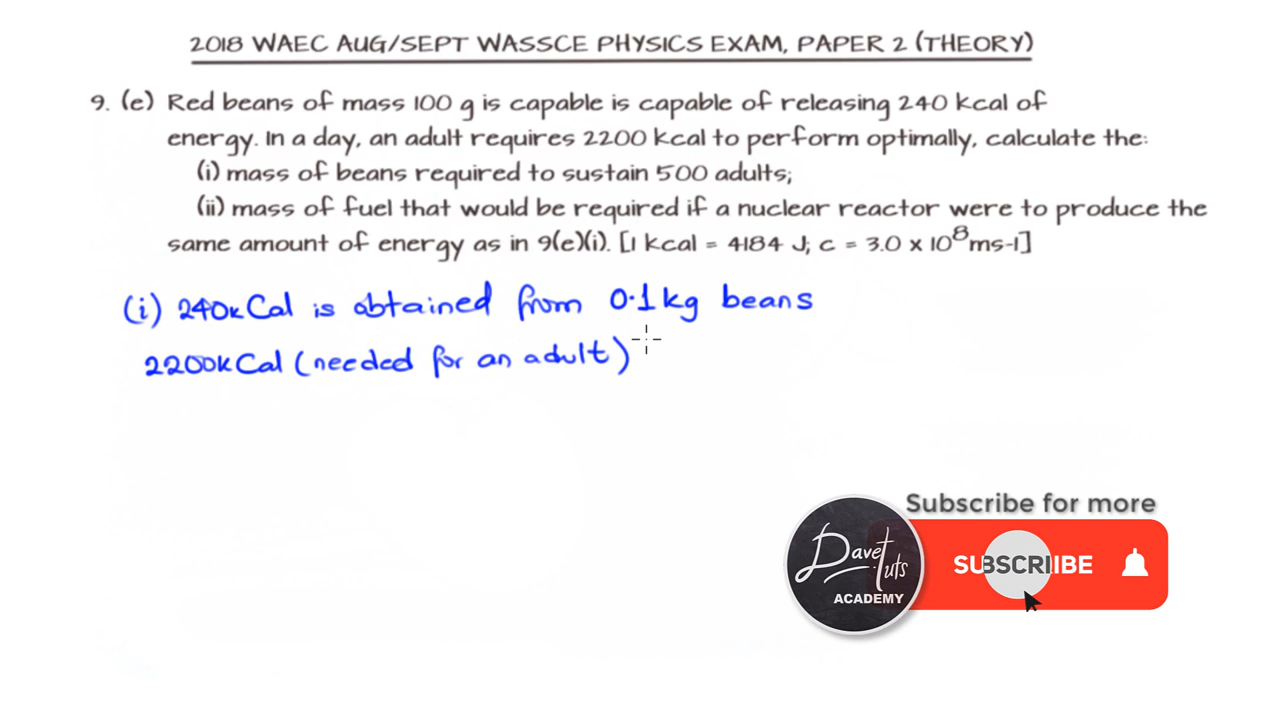 2018 WAEC AUG/SEPT WASSCE PHYSICS EXAM, PAPER 2 (THEORY)
9. (e) Red beans of mass 100 g is capable is capable of releasing 240 kcal of
energy. In a day, an adult requires 2200 kcal to perform optimally, calculate the:
(i) mass of beans required to sustain 500 adults;
(ii) mass of fuel that would be required if a nuclear reactor were to produce the
same amount of energy as in 9(e)(i). [1 kcal = 4184 J; c = 3.0 x 10⁸ms-1]
(i) 240kCal is obtained from 0.1kg beans
2200kCal (needed for an adult)
Subscribe for more
Davet
tuts
ACADEMY
SUBSCRIBE